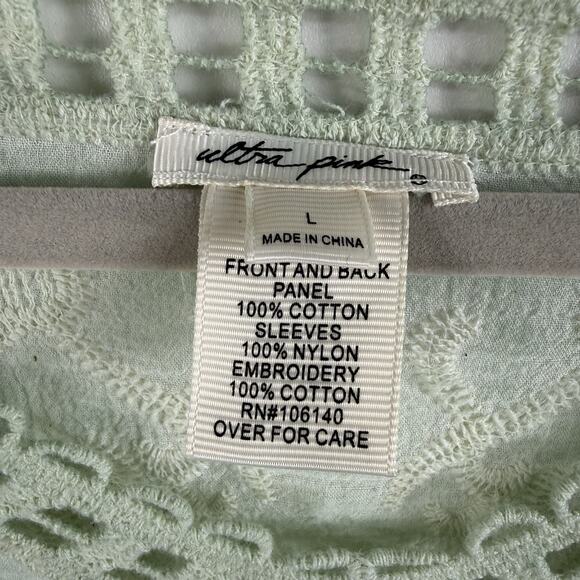 ultra pink
L
MADE IN CHINA
FRONT AND BACK
PANEL
100% COTTON
SLEEVES
100% NYLON
EMBROIDERY
100% COTTON
RN#106140
OVER FOR CARE